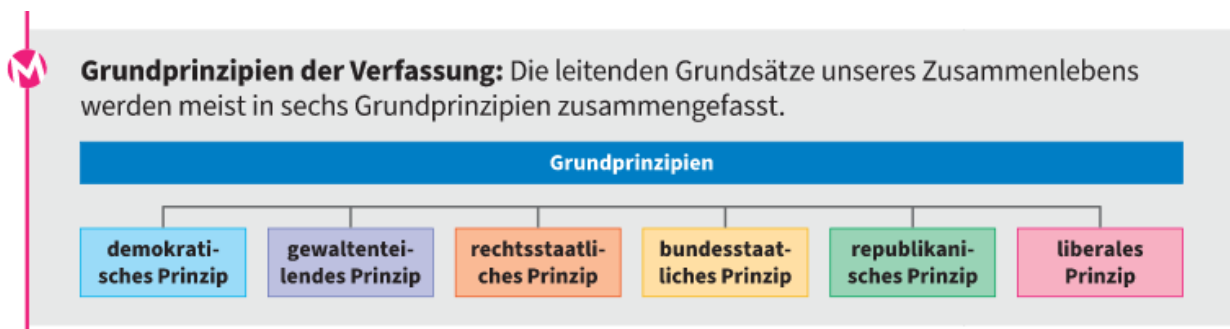 M
Grundprinzipien der Verfassung: Die leitenden Grundsätze unseres Zusammenlebens
werden meist in sechs Grundprinzipien zusammengefasst.
Grundprinzipien
demokrati-
sches Prinzip
gewaltentei-
lendes Prinzip
rechtsstaatli-
ches Prinzip
bundesstaat-
liches Prinzip
republikani-
sches Prinzip
liberales
Prinzip